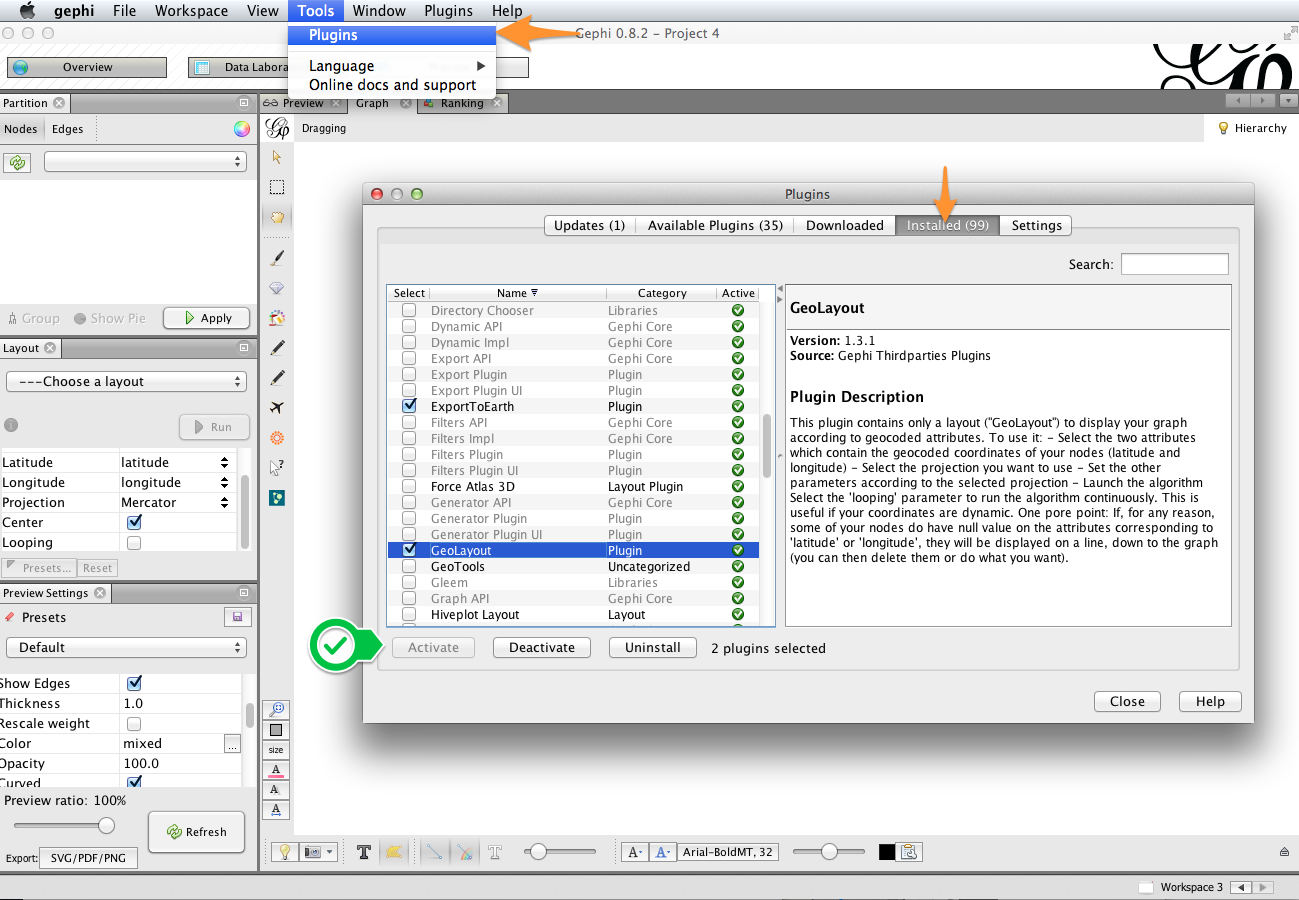 gephi File Workspace View Tools Window Plugins Help
Plugins
Language
Online docs and support
Gephi 0.8.2 – Project 4
Overview
Data Labora
Partition
Nodes Edges
Group Show Pie Apply
Layout
---Choose a layout
Run
Latitude latitude
Longitude longitude
Projection Mercator
Center
Looping
Presets... Reset
Preview Settings
Presets
Default
Show Edges
Thickness 1.0
Rescale weight
Color mixed ...
Opacity 100.0
Curved
Preview ratio: 100%
Refresh
Export: SVG/PDF/PNG
Preview Graph Ranking
Dragging
Hierarchy
size
Plugins
Updates (1) Available Plugins (35) Downloaded Installed (99) Settings
Search:
Select Name Category Active
Directory Chooser Libraries
Dynamic API Gephi Core
Dynamic Impl Gephi Core
Export API Gephi Core
Export Plugin Plugin
Export Plugin UI Plugin
ExportToEarth Plugin
Filters API Gephi Core
Filters Impl Gephi Core
Filters Plugin Plugin
Filters Plugin UI Plugin
Force Atlas 3D Layout Plugin
Generator API Gephi Core
Generator Plugin Plugin
Generator Plugin UI Plugin
GeoLayout Plugin
GeoTools Uncategorized
Gleem Libraries
Graph API Gephi Core
Hiveplot Layout Layout
GeoLayout
Version: 1.3.1
Source: Gephi Thirdparties Plugins
Plugin Description
This plugin contains only a layout ("GeoLayout") to display your graph
according to geocoded attributes. To use it: – Select the two attributes
which contain the geocoded coordinates of your nodes (latitude and
longitude) – Select the projection you want to use – Set the other
parameters according to the selected projection – Launch the algorithm
Select the 'looping' parameter to run the algorithm continuously. This is
useful if your coordinates are dynamic. One pore point: If, for any reason,
some of your nodes do have null value on the attributes corresponding to
'latitude' or 'longitude', they will be displayed on a line, down to the graph
(you can then delete them or do what you want).
Activate Deactivate Uninstall 2 plugins selected
Close Help
Arial-BoldMT, 32
Workspace 3